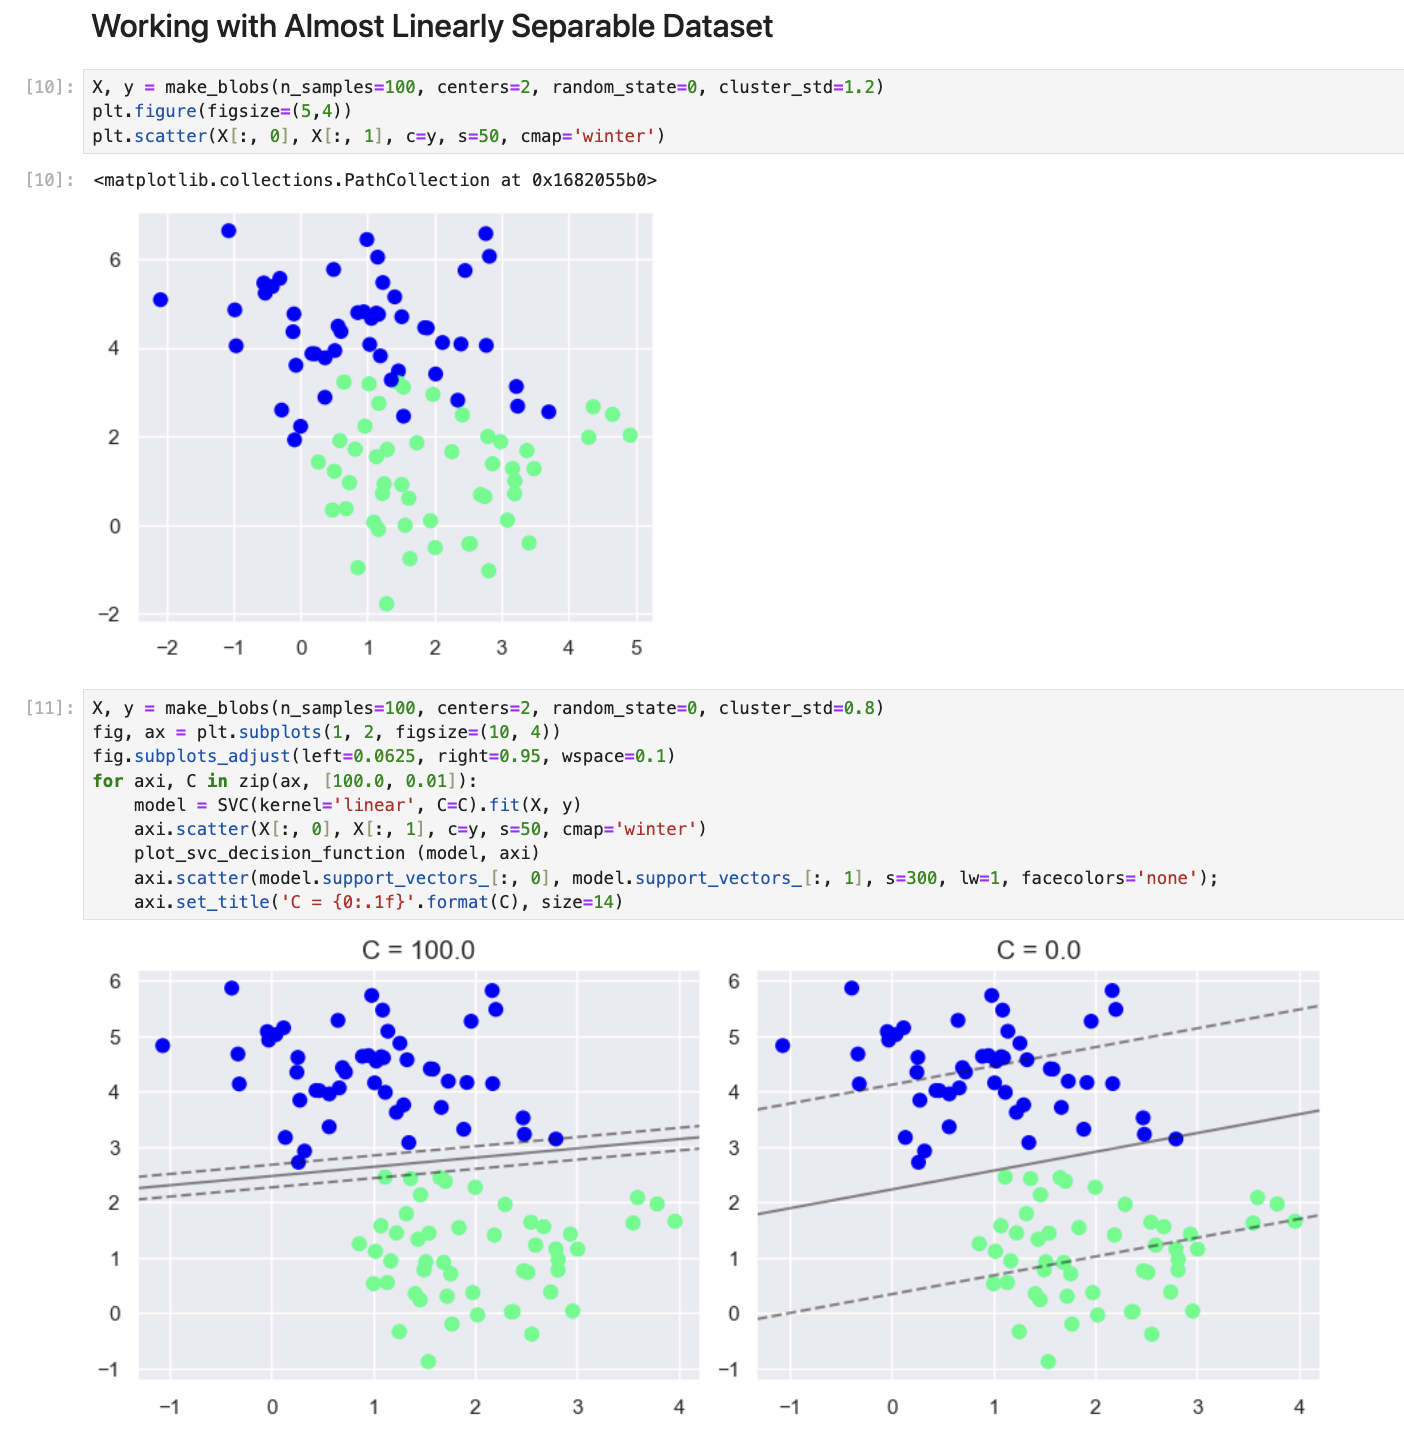 Working with Almost Linearly Separable Dataset
[10]: X, y = make_blobs(n_samples=100, centers=2, random_state=0, cluster_std=1.2)
plt.figure(figsize=(5,4))
plt.scatter(X[:, 0], X[:, 1], c=y, s=50, cmap='winter')
[10]: <matplotlib.collections.PathCollection at 0x1682055b0>
6
4
2
0
−2
−2 −1 0 1 2 3 4 5
[11]: X, y = make_blobs(n_samples=100, centers=2, random_state=0, cluster_std=0.8)
fig, ax = plt.subplots(1, 2, figsize=(10, 4))
fig.subplots_adjust(left=0.0625, right=0.95, wspace=0.1)
for axi, C in zip(ax, [100.0, 0.01]):
    model = SVC(kernel='linear', C=C).fit(X, y)
    axi.scatter(X[:, 0], X[:, 1], c=y, s=50, cmap='winter')
    plot_svc_decision_function (model, axi)
    axi.scatter(model.support_vectors_[:, 0], model.support_vectors_[:, 1], s=300, lw=1, facecolors='none');
    axi.set_title('C = {0:.1f}'.format(C), size=14)
C = 100.0
6
5
4
3
2
1
0
−1
−1 0 1 2 3 4
C = 0.0
6
5
4
3
2
1
0
−1
−1 0 1 2 3 4